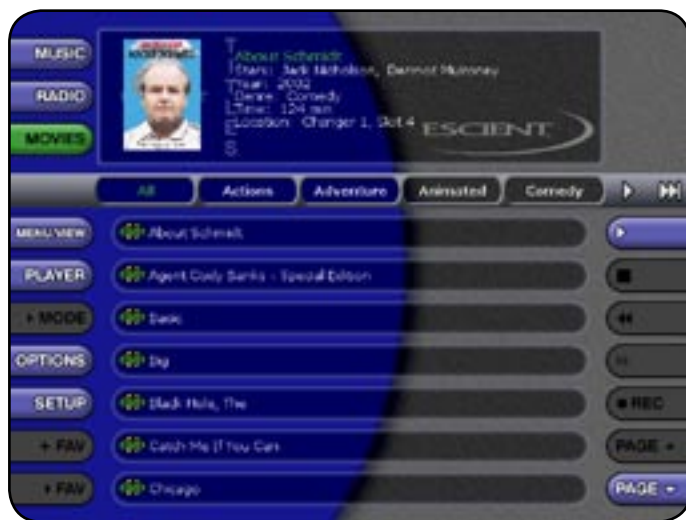 MUSIC
RADIO
MOVIES
TITLES
About Schmidt
Stars: Jack Nicholson, Dermot Mulroney
Year: 2002
Genre: Comedy
Time: 124 min
Location: Changer 1, Slot 4
ESCIENT
All
Actions
Adventure
Animated
Comedy
MENU/VIEW
About Schmidt
PLAYER
Agent Cody Banks - Special Edition
MODE
Basic
OPTIONS
Big
SETUP
Black Hole, The
REC
+ FAV
Catch Me If You Can
PAGE -
FAV
Chicago
PAGE -